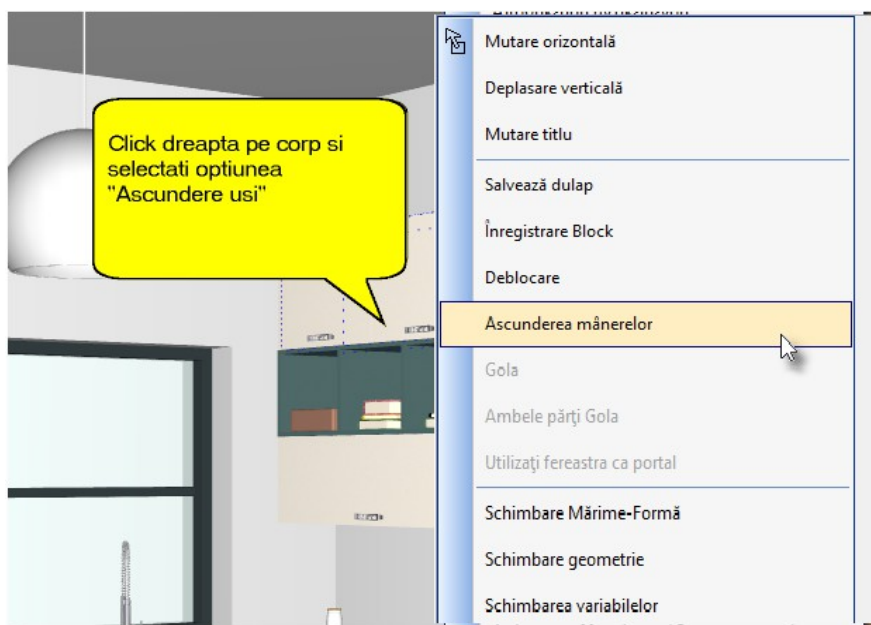 Click dreapta pe corp si
selectati optiunea
"Ascundere usi"
Mutare orizontală
Deplasare verticală
Mutare titlu
Salvează dulap
Înregistrare Block
Deblocare
Ascunderea mânerelor
Gola
Ambele părți Gola
Utilizați fereastra ca portal
Schimbare Mărime-Formă
Schimbare geometrie
Schimbarea variabilelor